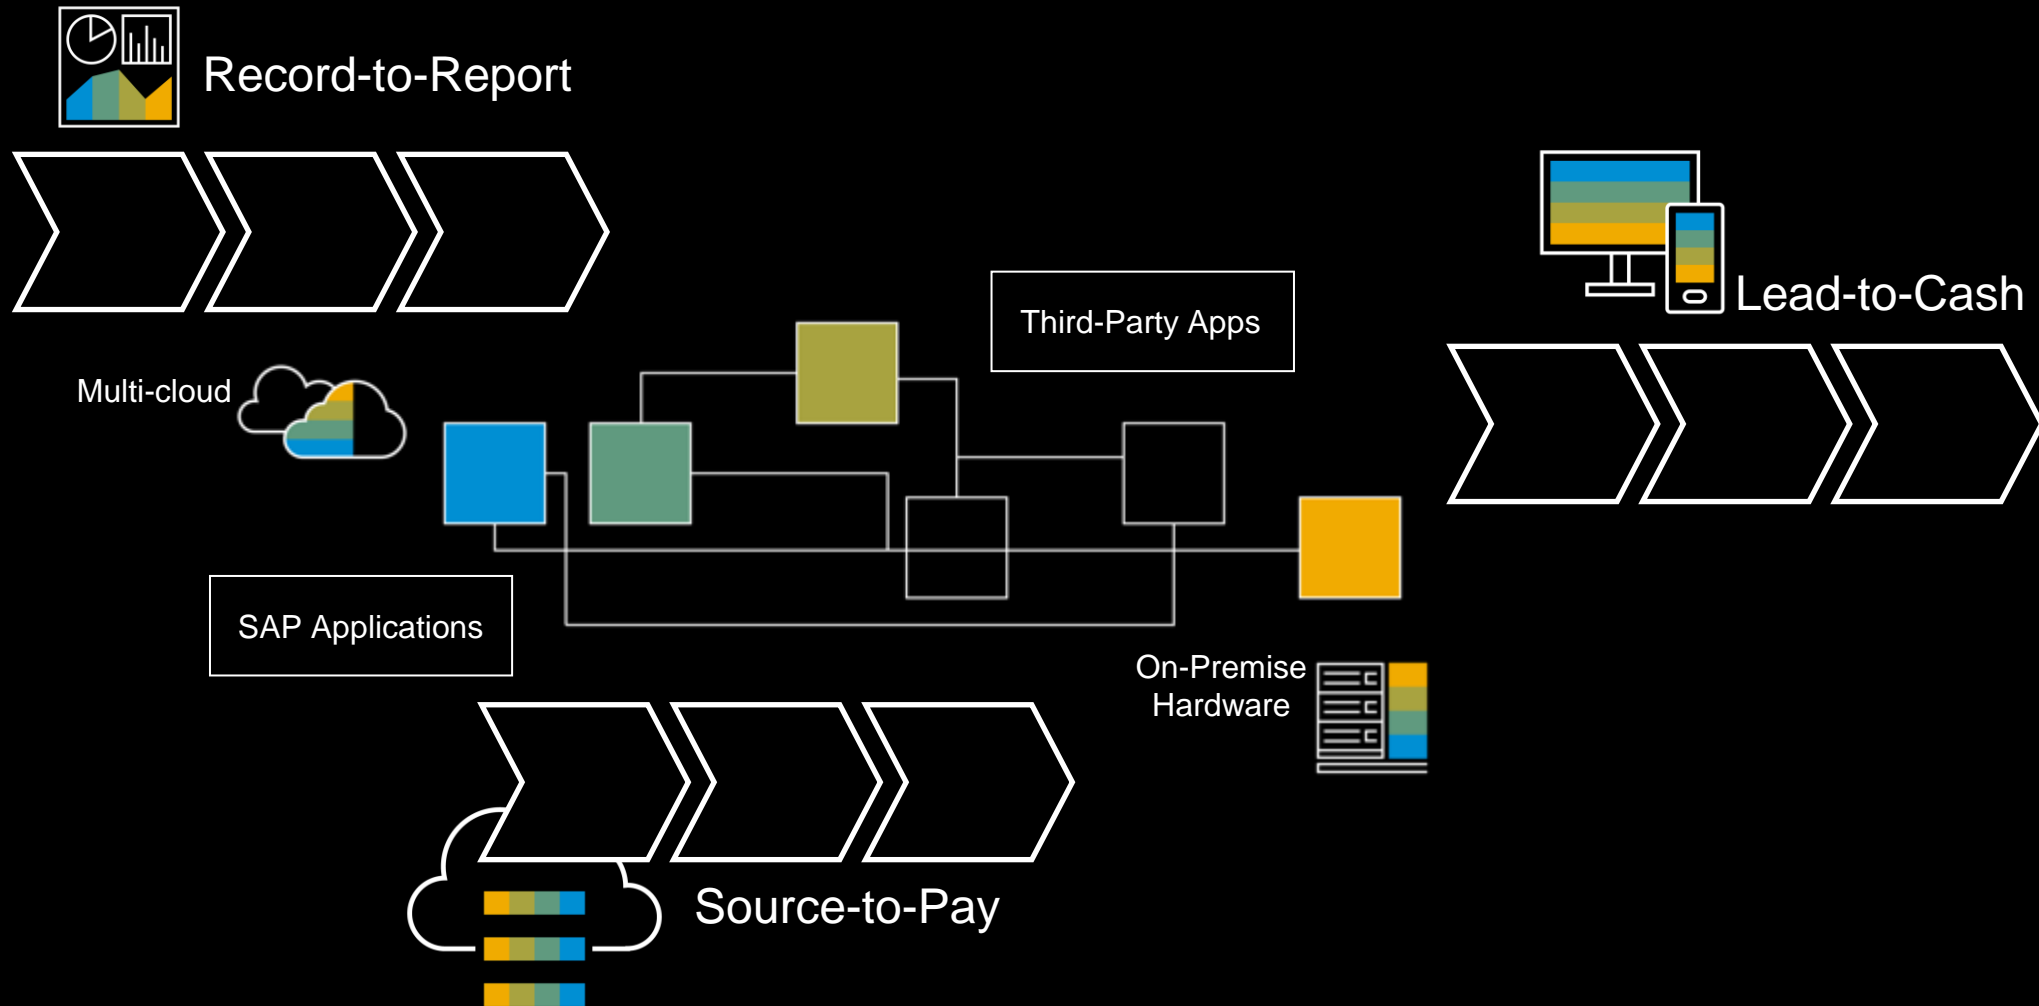 Record-to-Report
Lead-to-Cash
Third-Party Apps
Multi-cloud
SAP Applications
On-Premise
Hardware
Source-to-Pay